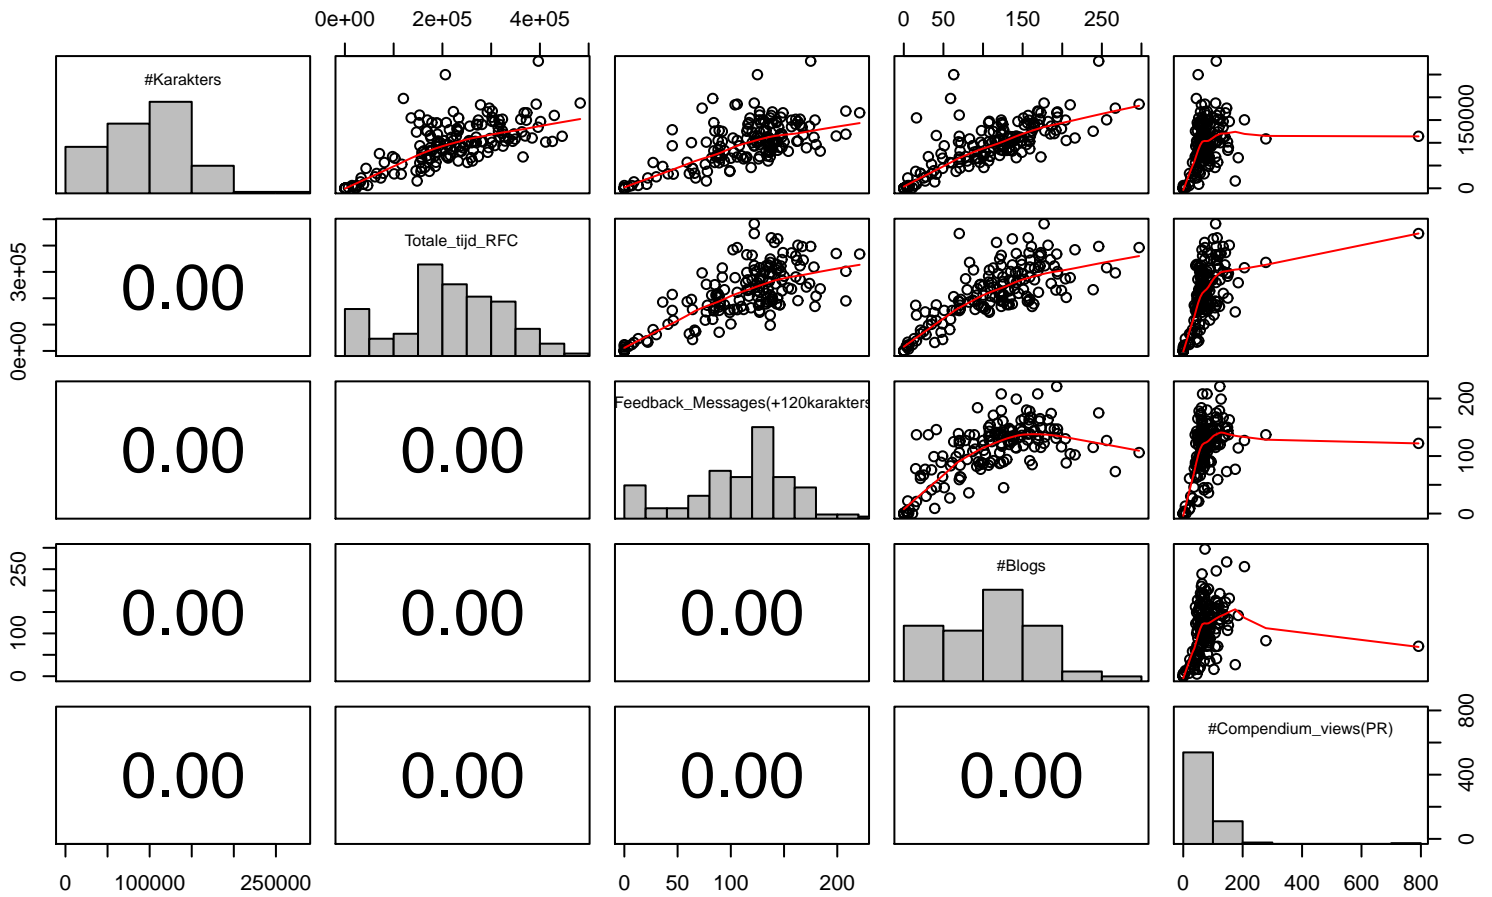 0e+00 2e+05 4e+05 0 50 150 250
#Karakters
0 150000
Totale_tijd_RFC
0e+00 3e+05
0.00
Feedback_Messages(+120karakters
0.00 0.00
0 100 200
#Blogs
0 100 250
0.00 0.00 0.00
#Compendium_views(PR)
0.00 0.00 0.00 0.00
0 400 800
0 100000 250000 0 50 100 200 0 200 400 600 800